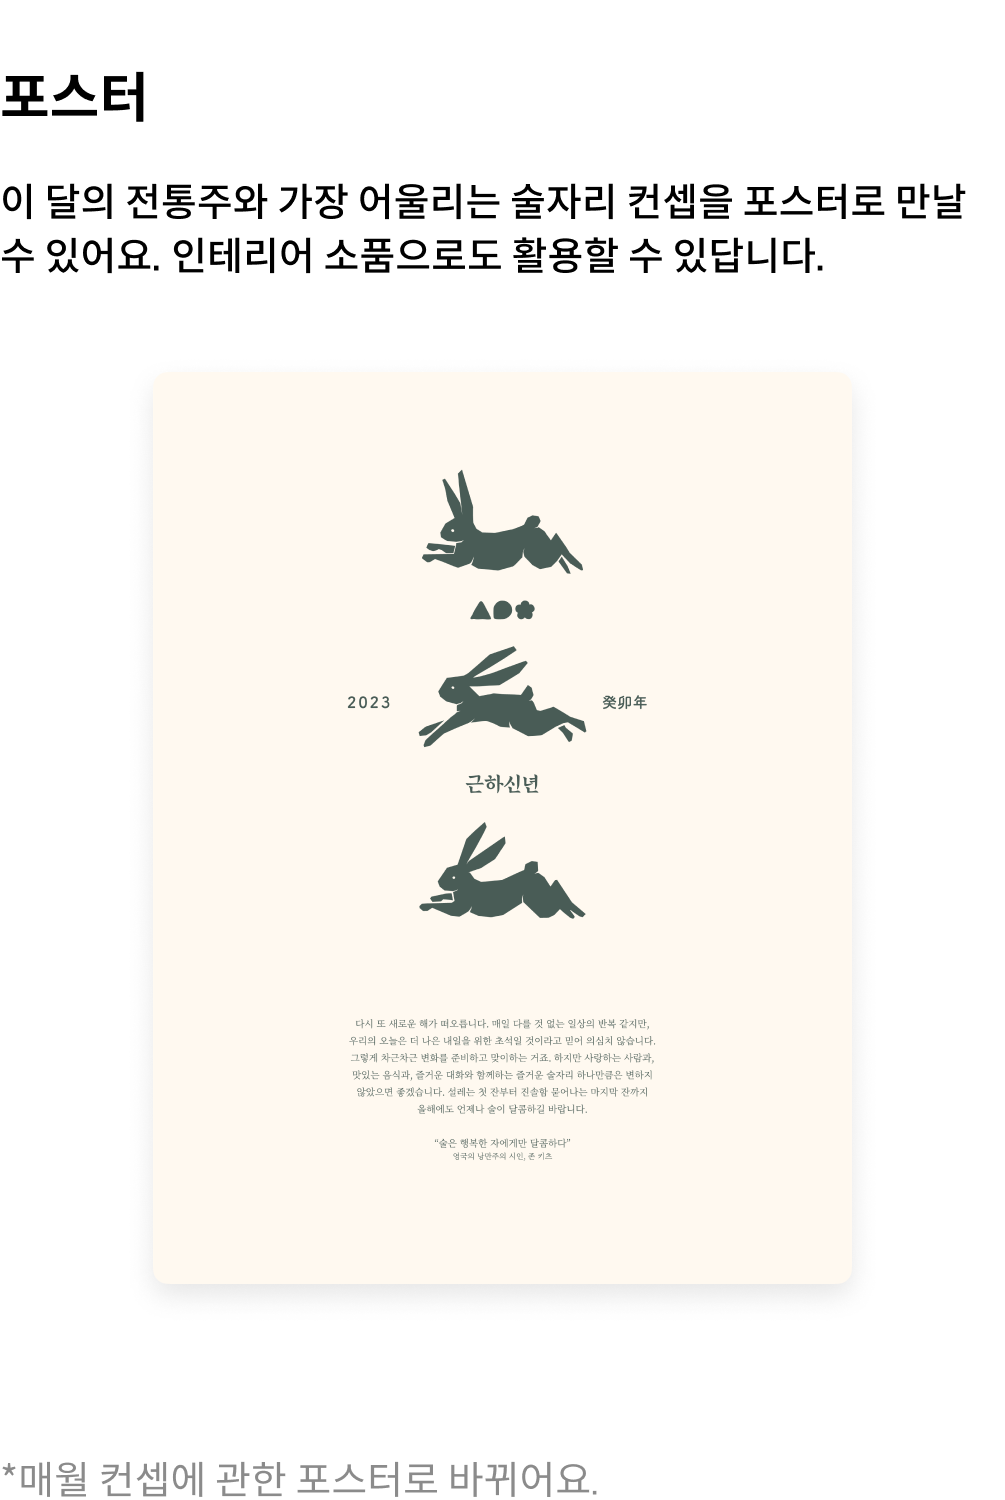 포스터
이 달의 전통주와 가장 어울리는 술자리 컨셉을 포스터로 만날
수 있어요. 인테리어 소품으로도 활용할 수 있답니다.
2023
癸卯年
근하신년
다시 또 새로운 해가 떠오릅니다. 매일 다를 것 없는 일상의 반복 같지만,
우리의 오늘은 더 나은 내일을 위한 초석일 것이라고 믿어 의심치 않습니다.
그렇게 차근차근 변화를 준비하고 맞이하는 거죠. 하지만 사랑하는 사람과,
맛있는 음식과, 즐거운 대화와 함께하는 즐거운 술자리 하나만큼은 변하지
않았으면 좋겠습니다. 설레는 첫 잔부터 진솔함 묻어나는 마지막 잔까지
올해에도 언제나 술이 달콤하길 바랍니다.
“술은 행복한 자에게만 달콤하다”
영국의 낭만주의 시인, 존 키츠
*매월 컨셉에 관한 포스터로 바뀌어요.